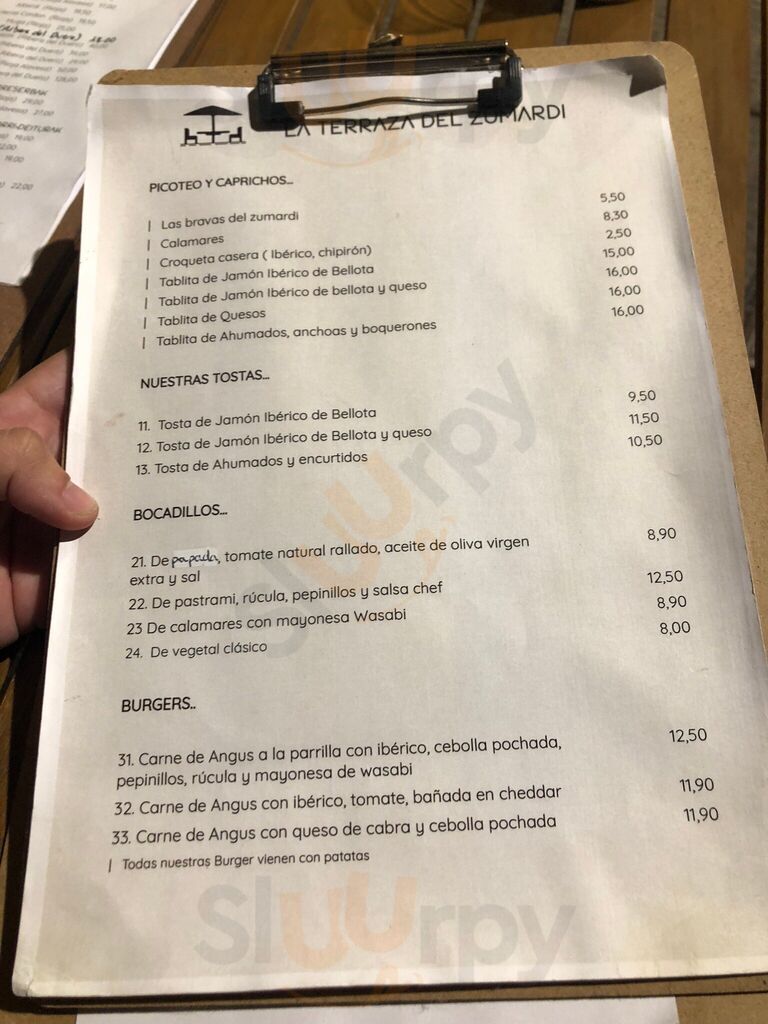 LA TERRAZA DEL ZUMARDI
PICOTEO Y CAPRICHOS...
| Las bravas del zumardi 5,50
| Calamares 8,30
| Croqueta casera ( Ibérico, chipirón) 2,50
| Tablita de Jamón Ibérico de Bellota 15,00
| Tablita de Jamón Ibérico de bellota y queso 16,00
| Tablita de Quesos 16,00
| Tablita de Ahumados, anchoas y boquerones 16,00
NUESTRAS TOSTAS...
11. Tosta de Jamón Ibérico de Bellota 9,50
12. Tosta de Jamón Ibérico de Bellota y queso 11,50
13. Tosta de Ahumados y encurtidos 10,50
BOCADILLOS...
21. De papada, tomate natural rallado, aceite de oliva virgen 8,90
extra y sal
22. De pastrami, rúcula, pepinillos y salsa chef 12,50
23 De calamares con mayonesa Wasabi 8,90
24. De vegetal clásico 8,00
BURGERS..
31. Carne de Angus a la parrilla con ibérico, cebolla pochada, 12,50
pepinillos, rúcula y mayonesa de wasabi
32. Carne de Angus con ibérico, tomate, bañada en cheddar 11,90
33. Carne de Angus con queso de cabra y cebolla pochada 11,90
| Todas nuestras Burger vienen con patatas
Sluurpy
Sluurpy